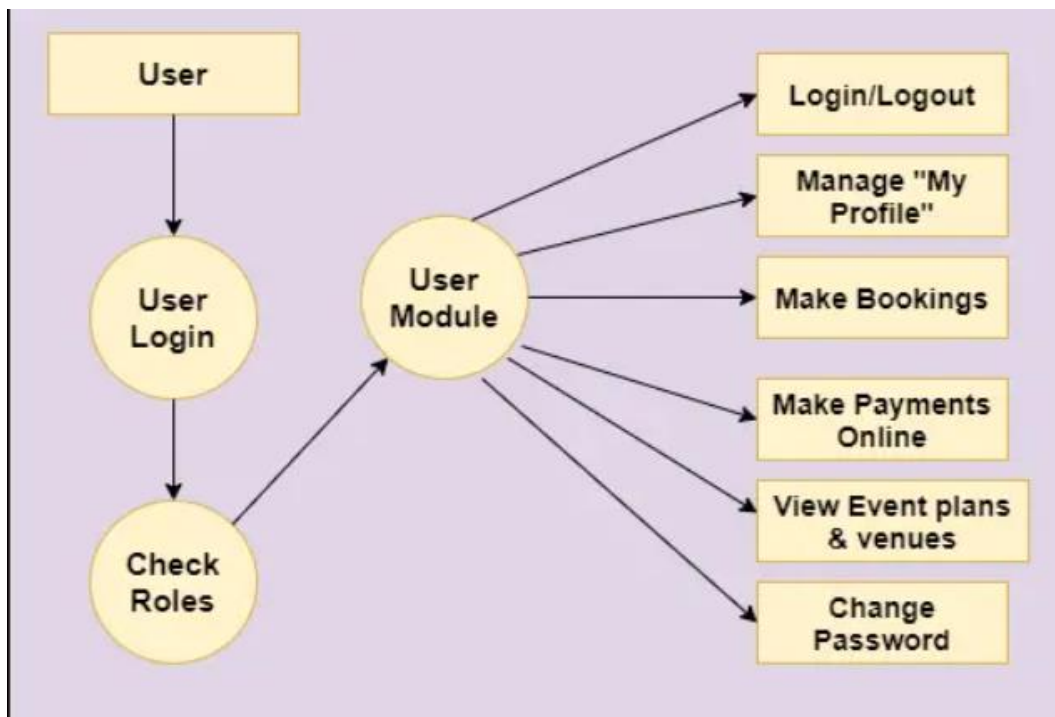 User
User
Login
Check
Roles
User
Module
Login/Logout
Manage "My
Profile"
Make Bookings
Make Payments
Online
View Event plans
& venues
Change
Password